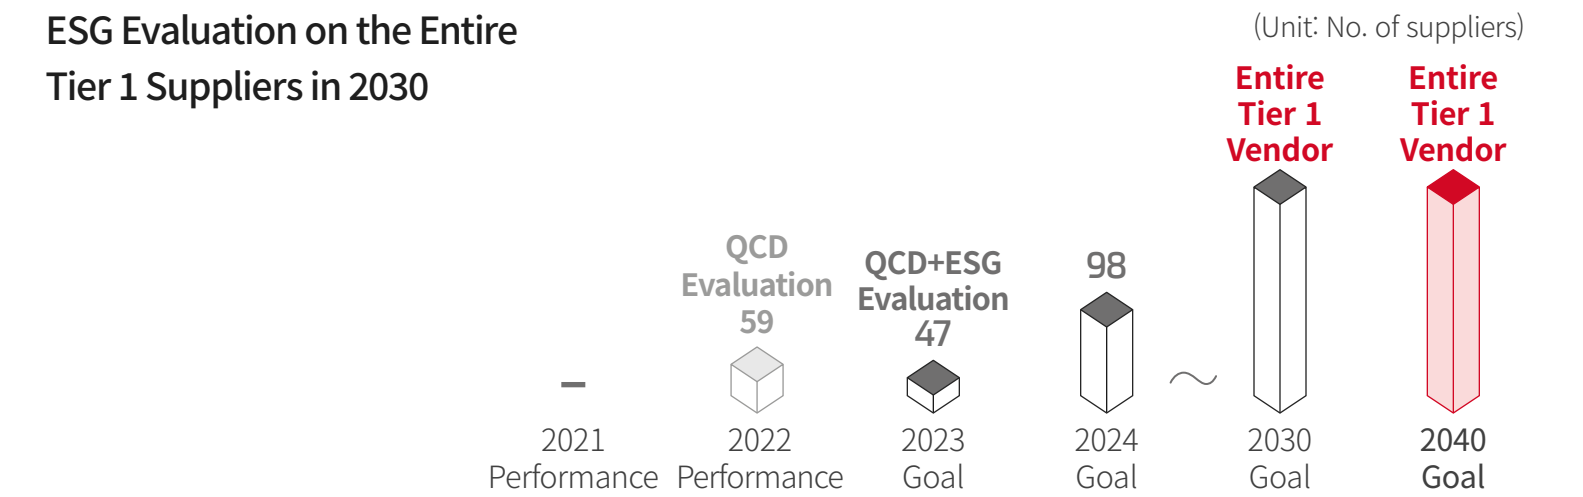 ESG Evaluation on the Entire
Tier 1 Suppliers in 2030
(Unit: No. of suppliers)
–
2021
Performance
QCD
Evaluation
59
2022
Performance
QCD+ESG
Evaluation
47
2023
Goal
98
2024
Goal
~
Entire
Tier 1
Vendor
2030
Goal
Entire
Tier 1
Vendor
2040
Goal